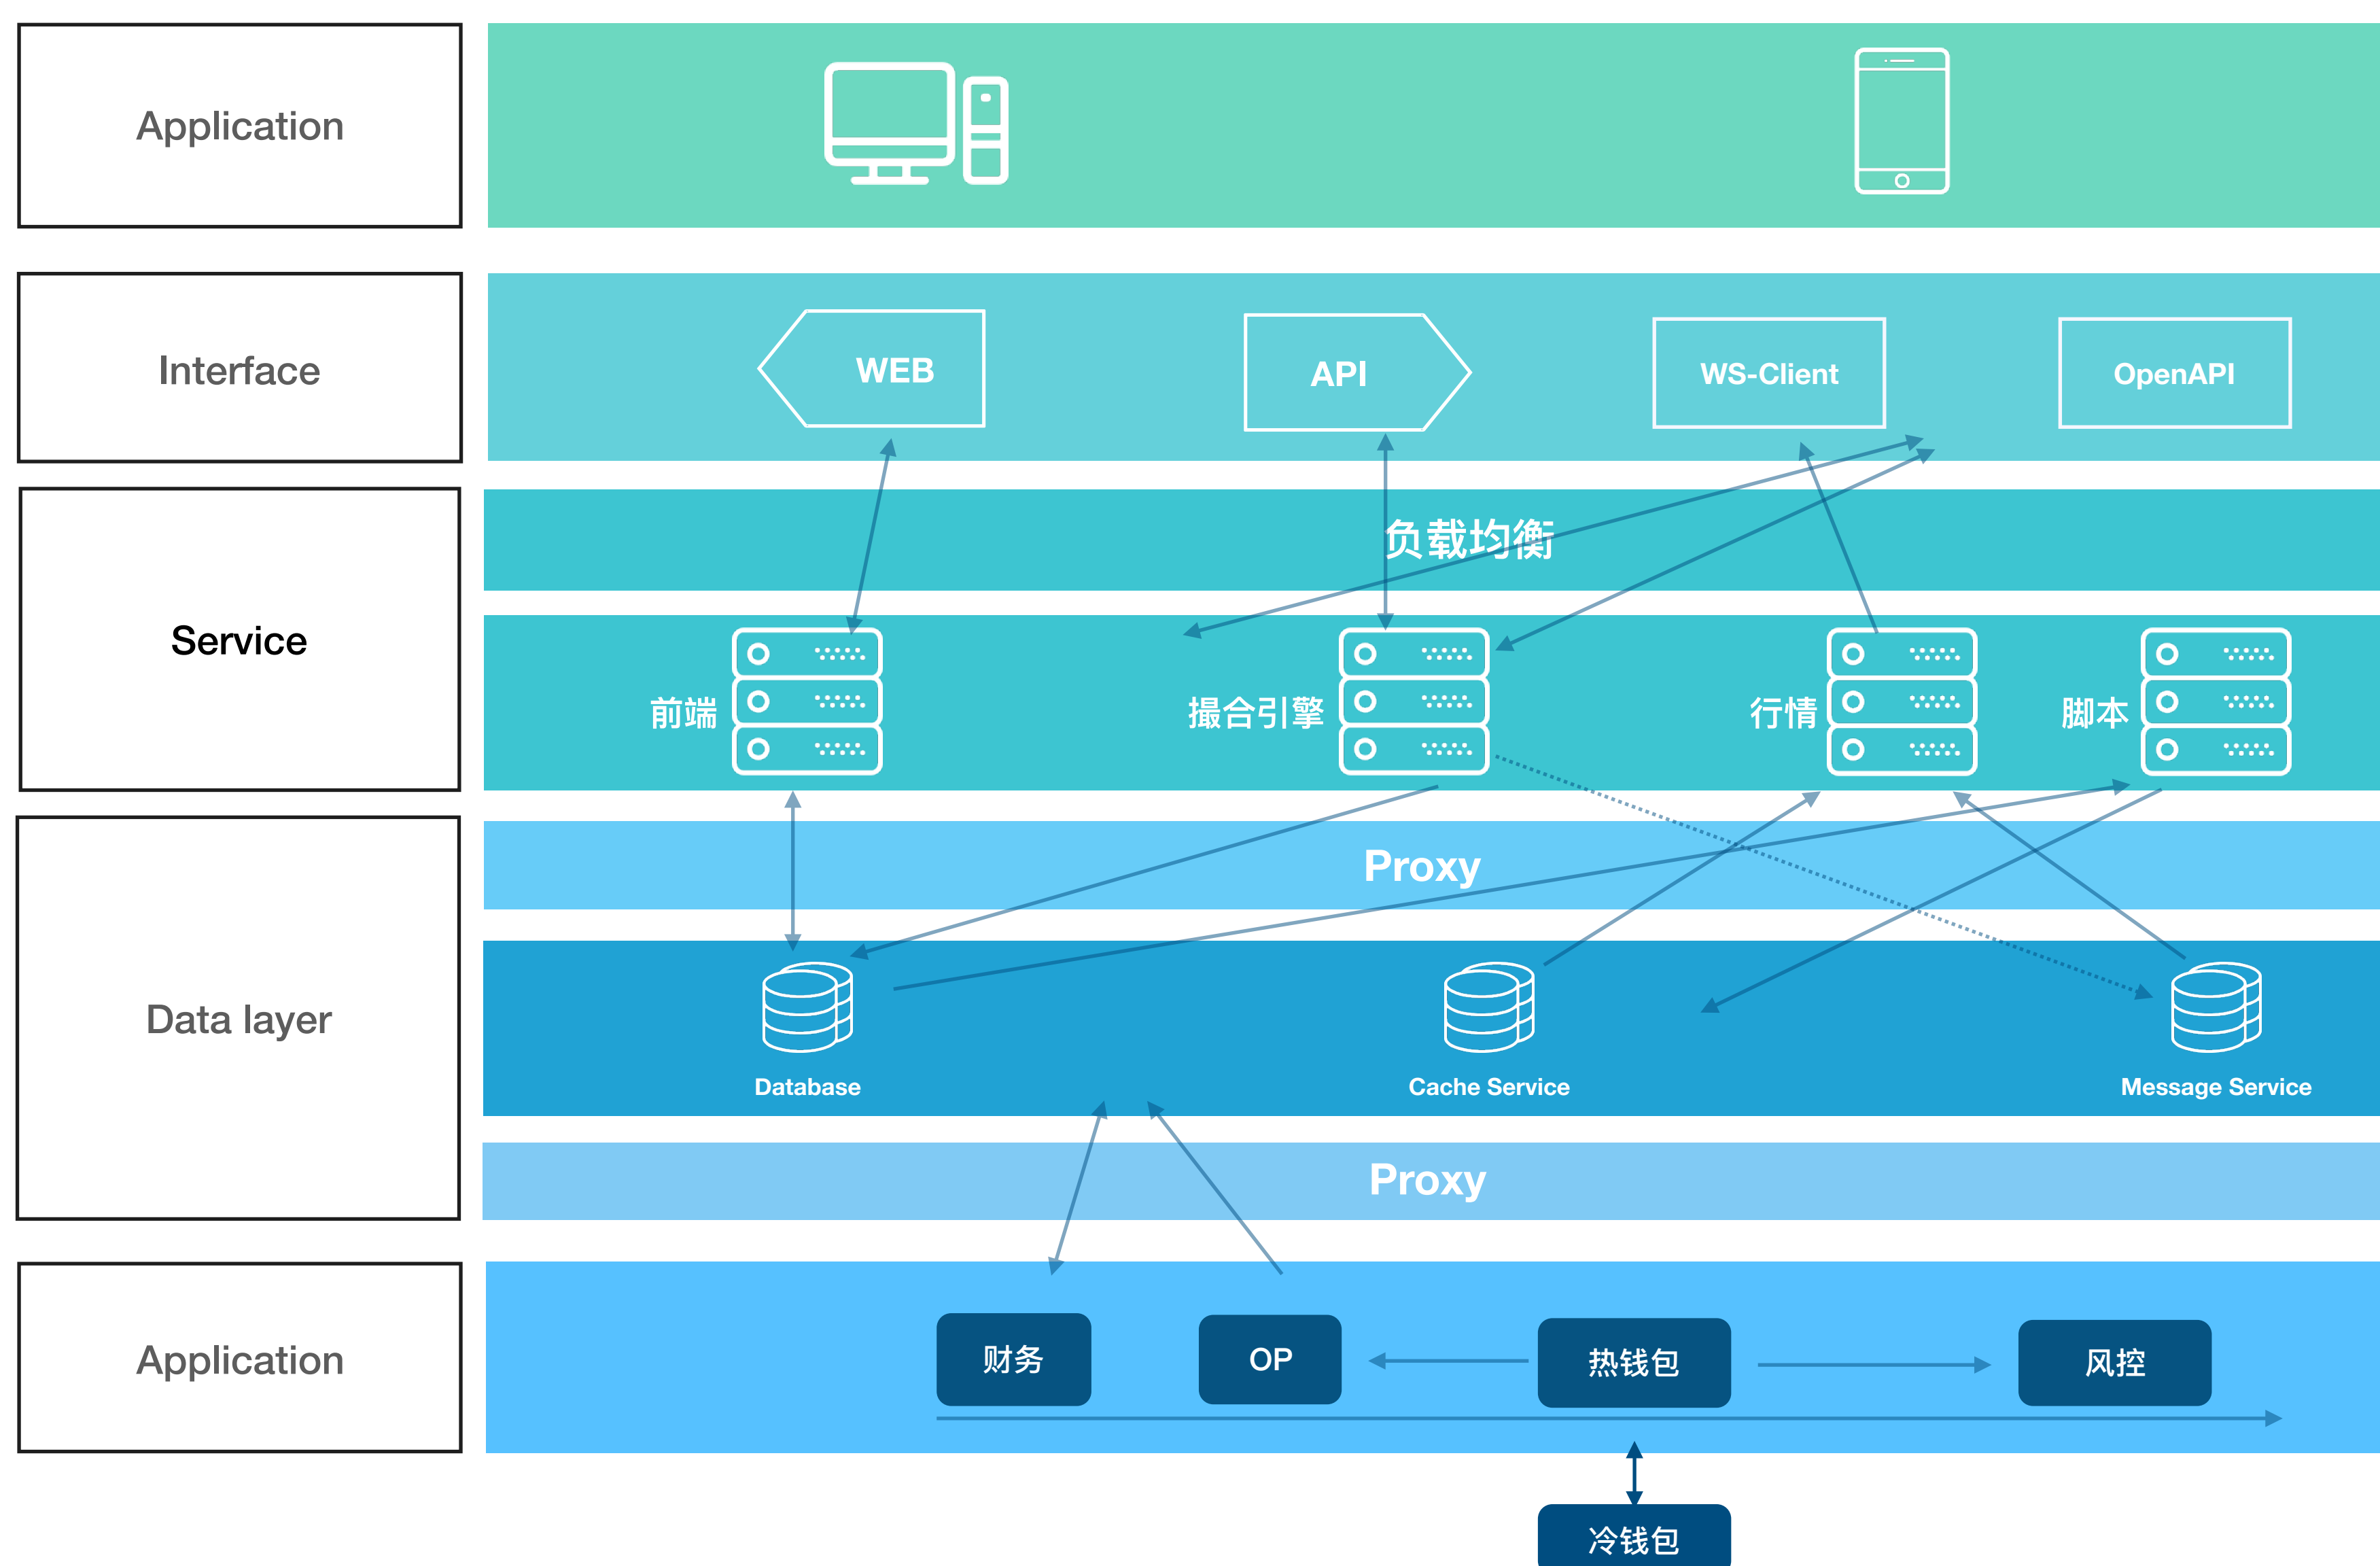 Application
Interface
WEB
API
WS-Client
OpenAPI
负载均衡
Service
前端
撮合引擎
行情
脚本
Proxy
Data layer
Database
Cache Service
Message Service
Proxy
Application
财务
OP
热钱包
风控
冷钱包